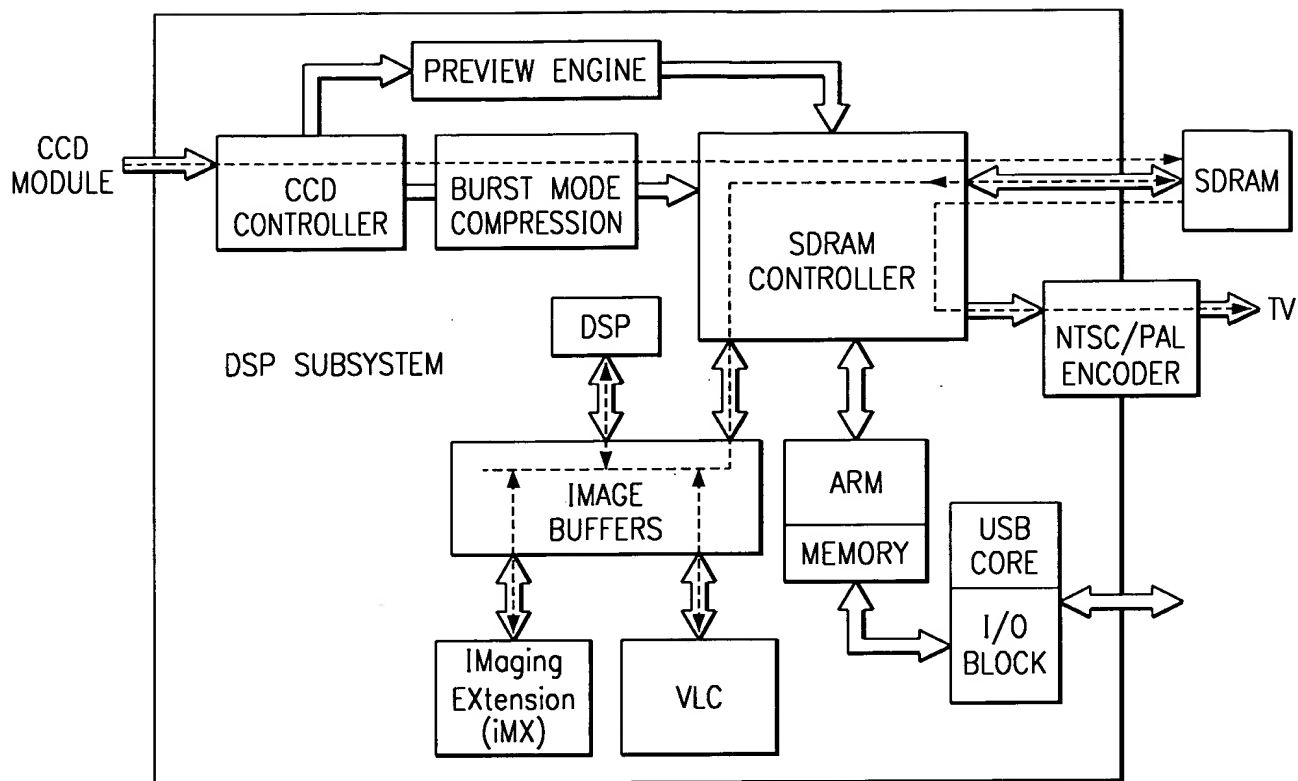 PREVIEW ENGINE
CCD
MODULE
CCD
CONTROLLER
BURST MODE
COMPRESSION
SDRAM
CONTROLLER
SDRAM
NTSC/PAL
ENCODER
TV
DSP SUBSYSTEM
DSP
IMAGE
BUFFERS
ARM
MEMORY
USB
CORE
I/O
BLOCK
IMaging
EXtension
(iMX)
VLC